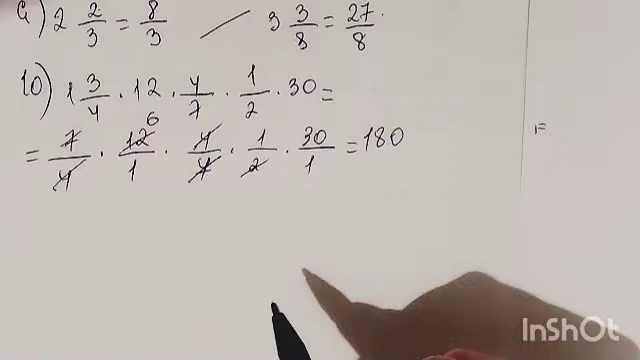 9) 2 2/3 = 8/3 3 3/8 = 27/8
10) 1 3/4 · 12 · 4/7 · 1/2 · 30 =
6
= 7/4 · 12/1 · 4/7 · 1/2 · 30/1 = 180
=
InShOt